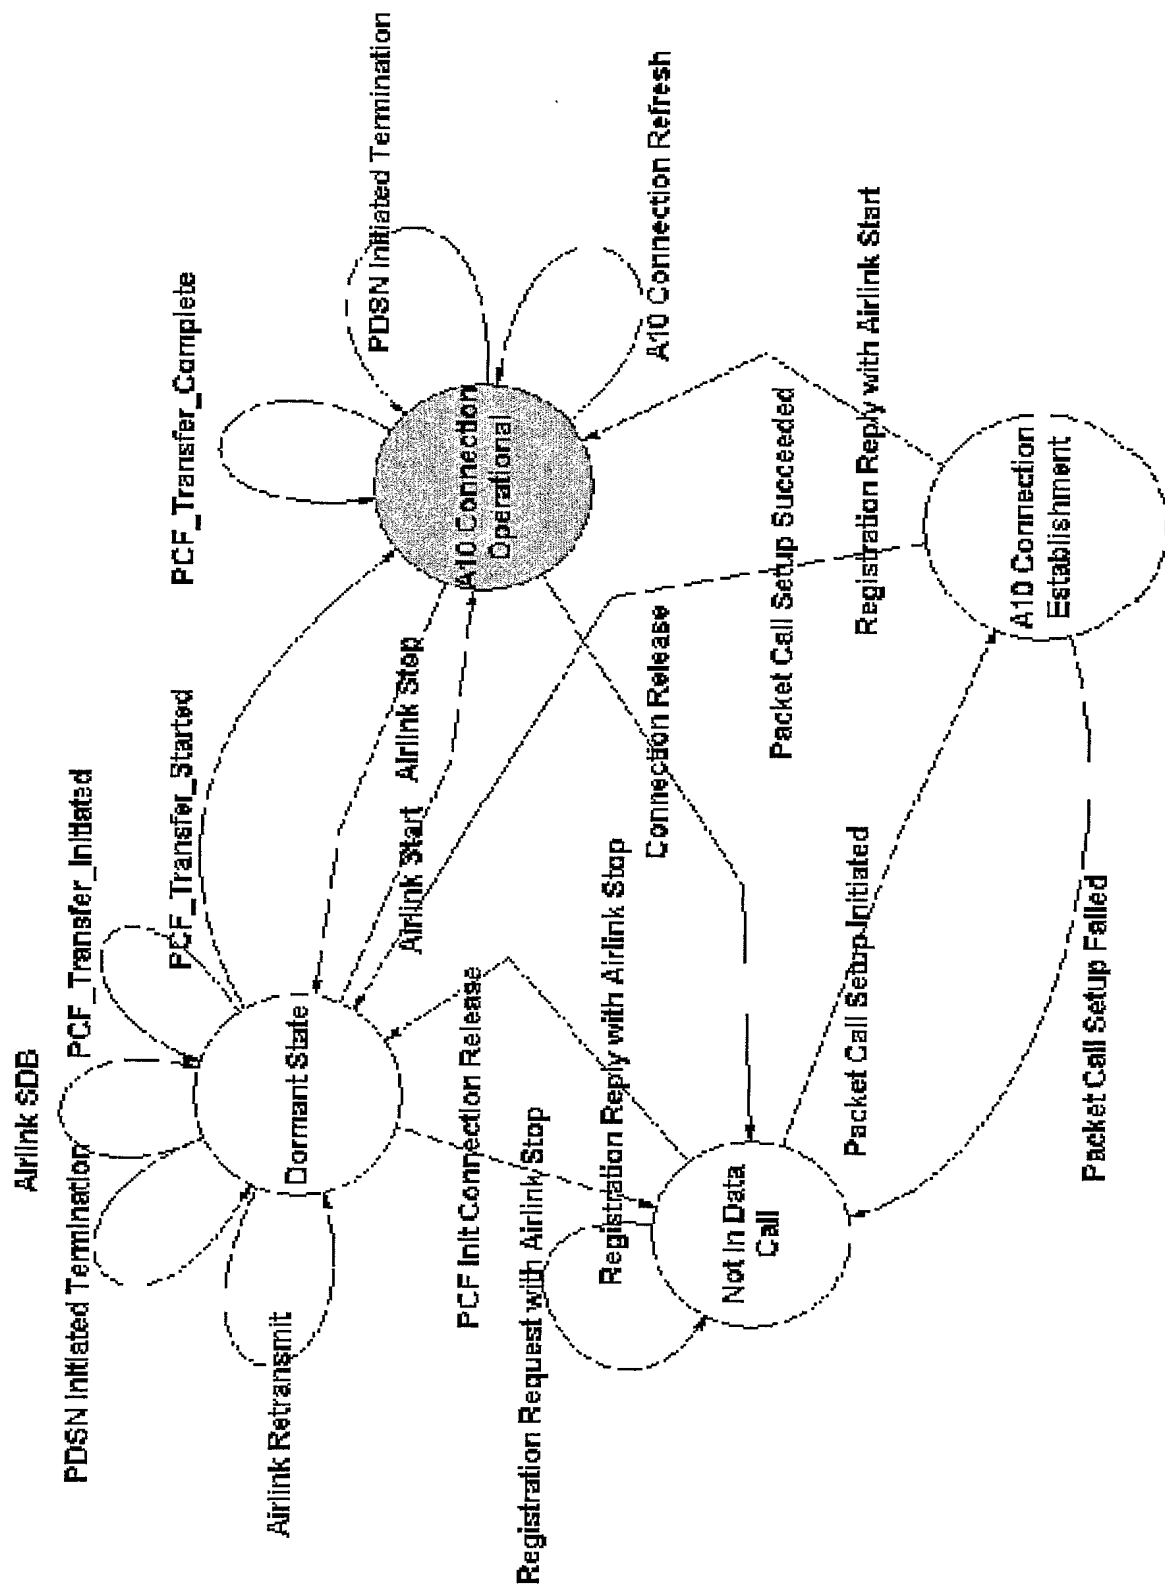 Airlink SDB
PDSN Initiated Termination
PCF_Transfer_Initiated
PCF_Transfer_Started
PCF_Transfer_Complete
Airlink Retransmit
Dormant State
Airlink Start
Airlink Stop
A10 Connection
Operational
PDSN Initiated Termination
A10 Connection Refresh
PCF Init Connection Release
Registration Request with Airlink Stop
Registration Reply with Airlink Stop
Connection Release
Packet Call Setup Succeeded
Registration Reply with Airlink Start
Not In Data
Call
Packet Call Setup Initiated
A10 Connection
Establishment
Packet Call Setup Failed